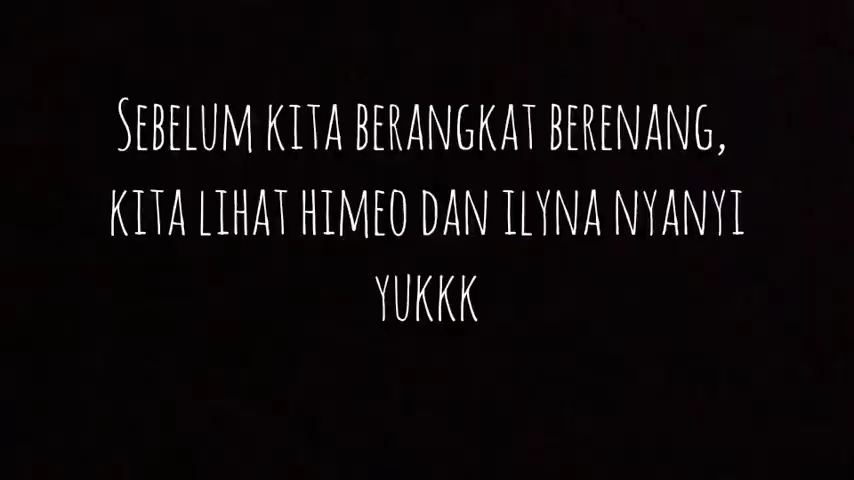 Sebelum kita berangkat berenang,
kita lihat himeo dan ilyna nyanyi
yukkk